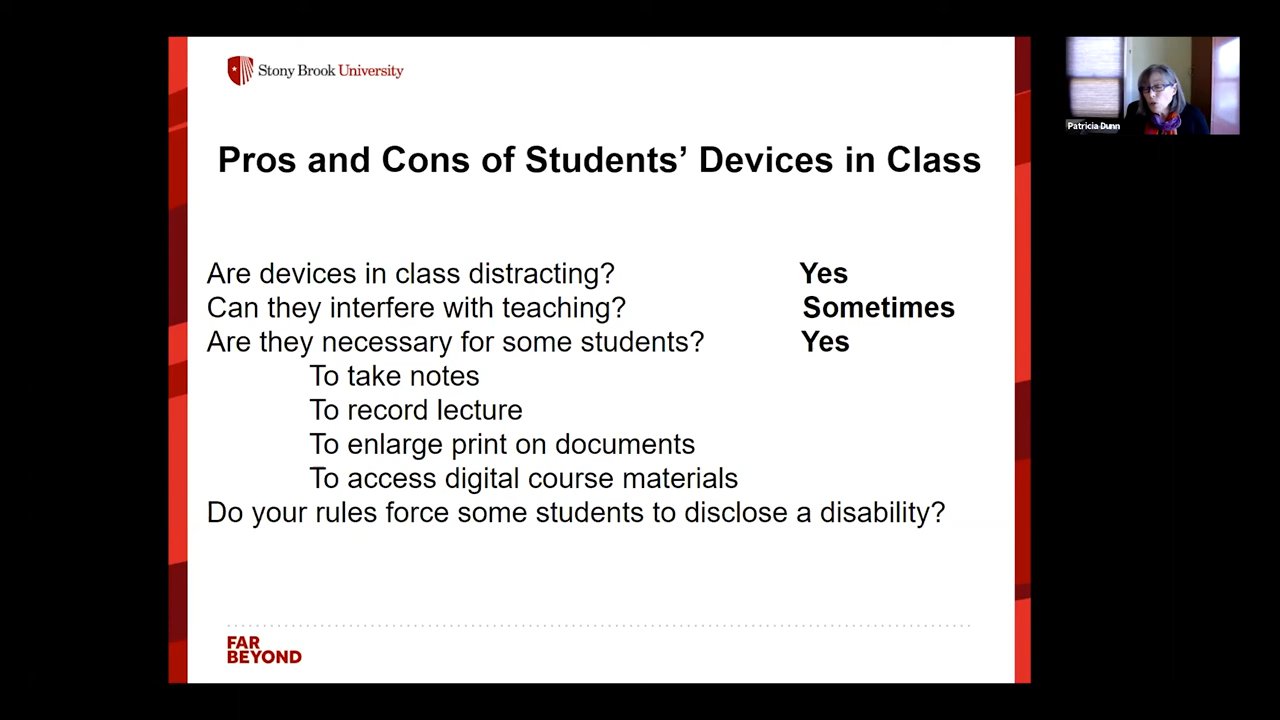 Stony Brook University
Patricia Dunn
Pros and Cons of Students’ Devices in Class
Are devices in class distracting? Yes
Can they interfere with teaching? Sometimes
Are they necessary for some students? Yes
To take notes
To record lecture
To enlarge print on documents
To access digital course materials
Do your rules force some students to disclose a disability?
FAR
BEYOND